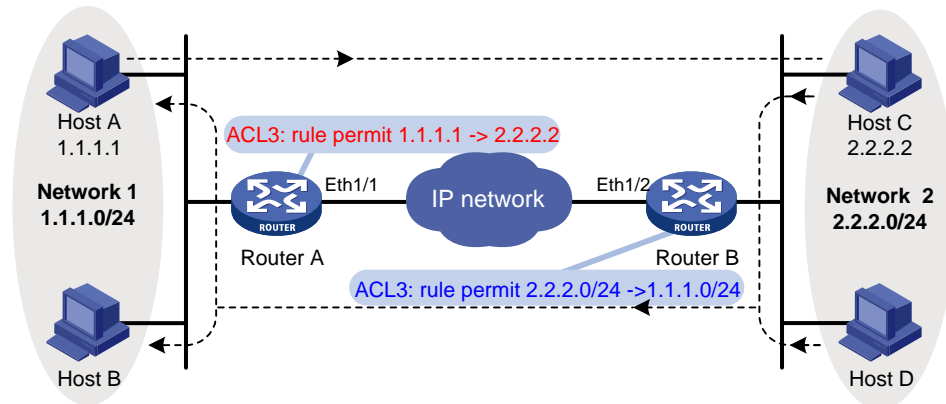 Host A
1.1.1.1
Network 1
1.1.1.0/24
Host B
ACL3: rule permit 1.1.1.1 -> 2.2.2.2
Eth1/1
ROUTER
Router A
IP network
Eth1/2
ROUTER
Router B
ACL3: rule permit 2.2.2.0/24 ->1.1.1.0/24
Host C
2.2.2.2
Network 2
2.2.2.0/24
Host D